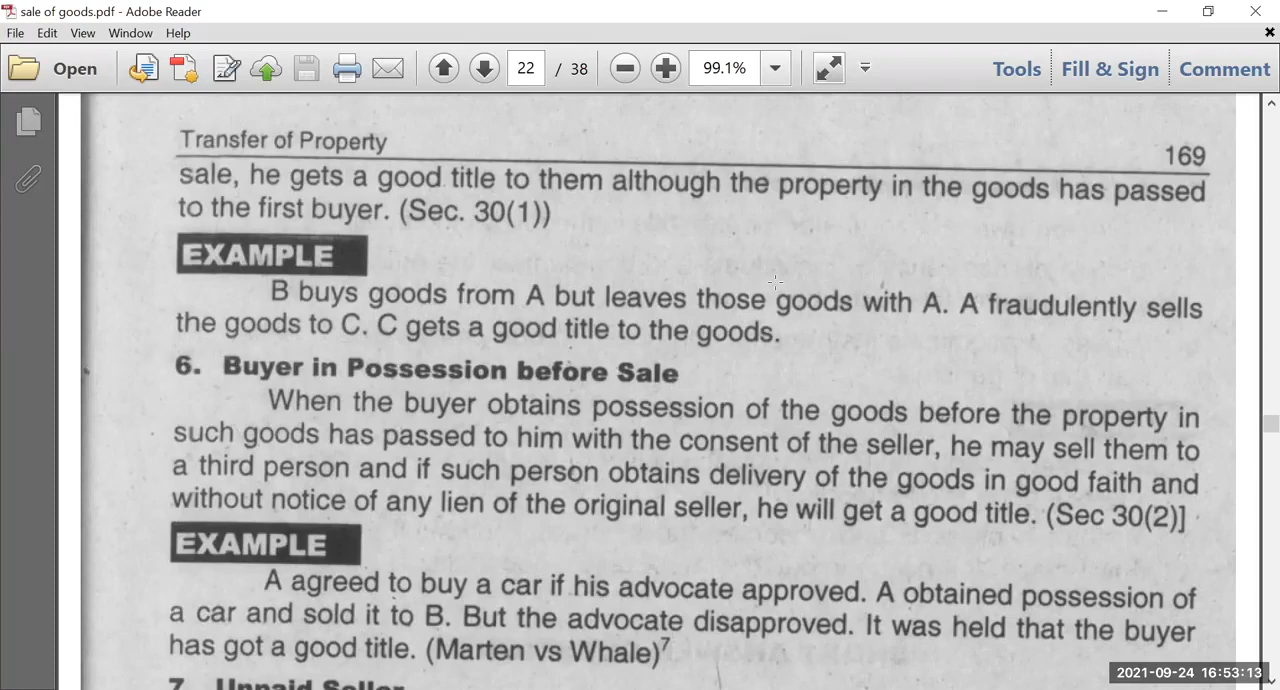 sale of goods.pdf - Adobe Reader
File Edit View Window Help
Open 22 / 38 99.1% Tools Fill & Sign Comment
Transfer of Property 169
sale, he gets a good title to them although the property in the goods has passed
to the first buyer. (Sec. 30(1))
EXAMPLE
B buys goods from A but leaves those goods with A. A fraudulently sells
the goods to C. C gets a good title to the goods.
6. Buyer in Possession before Sale
When the buyer obtains possession of the goods before the property in
such goods has passed to him with the consent of the seller, he may sell them to
a third person and if such person obtains delivery of the goods in good faith and
without notice of any lien of the original seller, he will get a good title. (Sec 30(2)]
EXAMPLE
A agreed to buy a car if his advocate approved. A obtained possession of
a car and sold it to B. But the advocate disapproved. It was held that the buyer
has got a good title. (Marten vs Whale)7
7. Unpaid Seller
2021-09-24 16:53:13